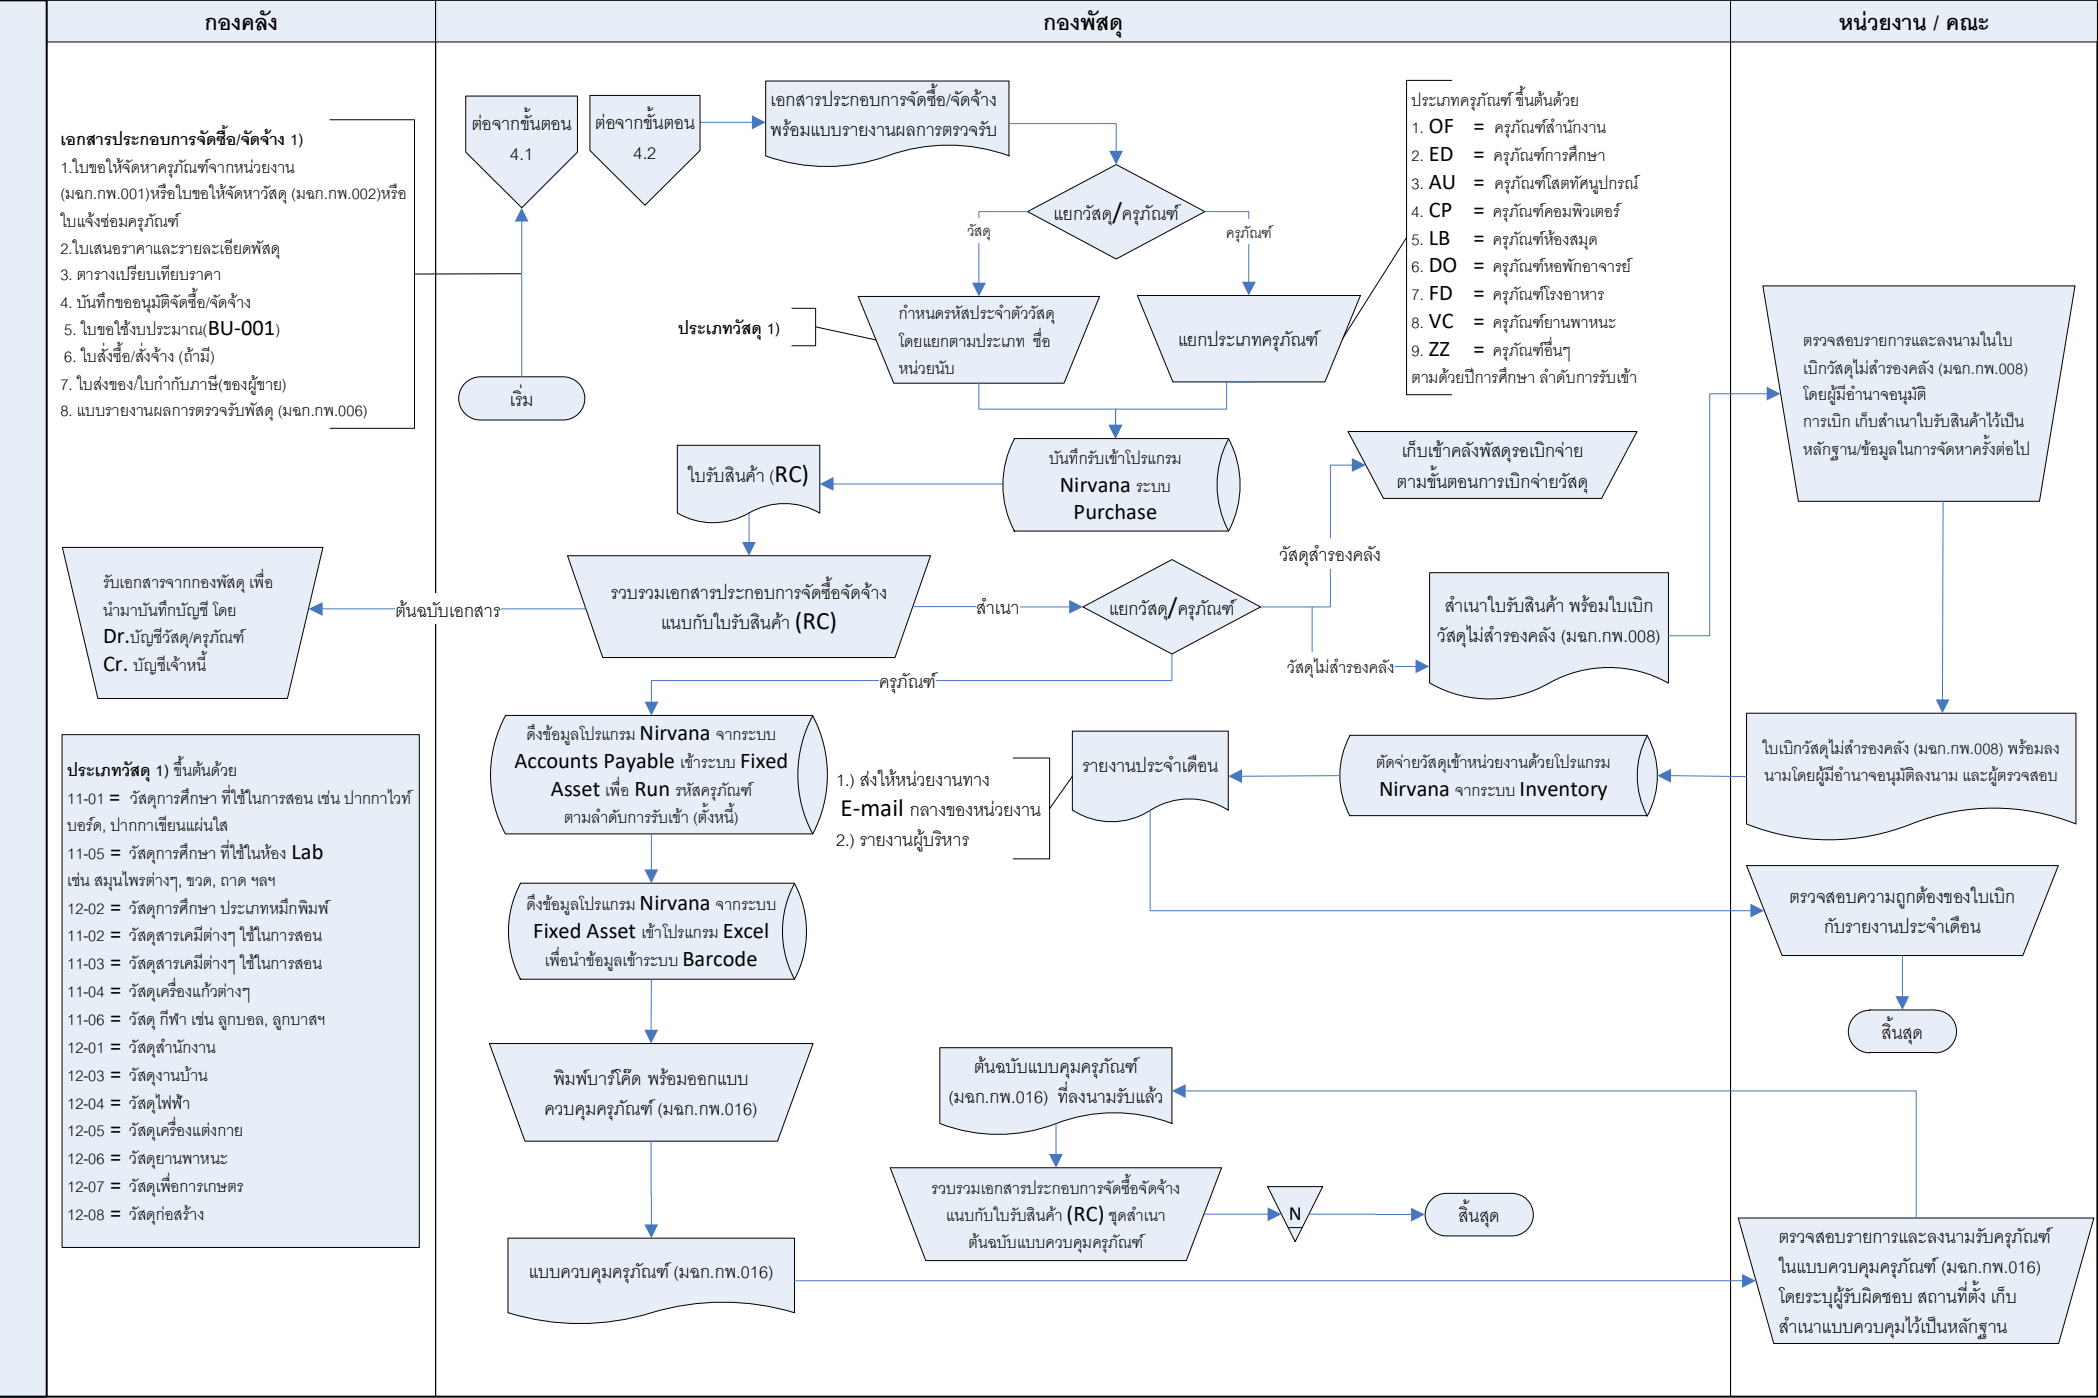 กองคลัง
กองพัสดุ
หน่วยงาน / คณะ
เอกสารประกอบการจัดซื้อ/จัดจ้าง 1)
1.ใบขอให้จัดหาครุภัณฑ์จากหน่วยงาน
(มฉก.กพ.001)หรือใบขอให้จัดหาวัสดุ (มฉก.กพ.002)หรือ
ใบแจ้งซ่อมครุภัณฑ์
2.ใบเสนอราคาและรายละเอียดพัสดุ
3. ตารางเปรียบเทียบราคา
4. บันทึกขออนุมัติจัดซื้อ/จัดจ้าง
5. ใบขอใช้งบประมาณ(BU-001)
6. ใบสั่งซื้อ/สั่งจ้าง (ถ้ามี)
7. ใบส่งของ/ใบกำกับภาษี(ของผู้ขาย)
8. แบบรายงานผลการตรวจรับพัสดุ (มฉก.กพ.006)
ต่อจากขั้นตอน
4.1
ต่อจากขั้นตอน
4.2
เริ่ม
เอกสารประกอบการจัดซื้อ/จัดจ้าง
พร้อมแบบรายงานผลการตรวจรับ
แยกวัสดุ/ครุภัณฑ์
วัสดุ
ครุภัณฑ์
ประเภทวัสดุ 1)
กำหนดรหัสประจำตัววัสดุ
โดยแยกตามประเภท ชื่อ
หน่วยนับ
แยกประเภทครุภัณฑ์
ประเภทครุภัณฑ์ ขึ้นต้นด้วย
1. OF = ครุภัณฑ์สำนักงาน
2. ED = ครุภัณฑ์การศึกษา
3. AU = ครุภัณฑ์โสตทัศนูปกรณ์
4. CP = ครุภัณฑ์คอมพิวเตอร์
5. LB = ครุภัณฑ์ห้องสมุด
6. DO = ครุภัณฑ์หอพักอาจารย์
7. FD = ครุภัณฑ์โรงอาหาร
8. VC = ครุภัณฑ์ยานพาหนะ
9. ZZ = ครุภัณฑ์อื่นๆ
ตามด้วยปีการศึกษา ลำดับการรับเข้า
บันทึกรับเข้าโปรแกรม
Nirvana ระบบ
Purchase
ใบรับสินค้า (RC)
รวบรวมเอกสารประกอบการจัดซื้อจัดจ้าง
แนบกับใบรับสินค้า (RC)
ต้นฉบับเอกสาร
สำเนา
รับเอกสารจากกองพัสดุ เพื่อ
นำมาบันทึกบัญชี โดย
Dr.บัญชีวัสดุ/ครุภัณฑ์
Cr. บัญชีเจ้าหนี้
แยกวัสดุ/ครุภัณฑ์
วัสดุสำรองคลัง
เก็บเข้าคลังพัสดุรอเบิกจ่าย
ตามขั้นตอนการเบิกจ่ายวัสดุ
วัสดุไม่สำรองคลัง
สำเนาใบรับสินค้า พร้อมใบเบิก
วัสดุไม่สำรองคลัง (มฉก.กพ.008)
ตรวจสอบรายการและลงนามในใบ
เบิกวัสดุไม่สำรองคลัง (มฉก.กพ.008)
โดยผู้มีอำนาจอนุมัติ
การเบิก เก็บสำเนาใบรับสินค้าไว้เป็น
หลักฐาน/ข้อมูลในการจัดหาครั้งต่อไป
ใบเบิกวัสดุไม่สำรองคลัง (มฉก.กพ.008) พร้อมลง
นามโดยผู้มีอำนาจอนุมัติลงนาม และผู้ตรวจสอบ
ตัดจ่ายวัสดุเข้าหน่วยงานด้วยโปรแกรม
Nirvana จากระบบ Inventory
รายงานประจำเดือน
1.) ส่งให้หน่วยงานทาง
E-mail กลางของหน่วยงาน
2.) รายงานผู้บริหาร
ตรวจสอบความถูกต้องของใบเบิก
กับรายงานประจำเดือน
สิ้นสุด
ครุภัณฑ์
ดึงข้อมูลโปรแกรม Nirvana จากระบบ
Accounts Payable เข้าระบบ Fixed
Asset เพื่อ Run รหัสครุภัณฑ์
ตามลำดับการรับเข้า (ตั้งหนี้)
ดึงข้อมูลโปรแกรม Nirvana จากระบบ
Fixed Asset เข้าโปรแกรม Excel
เพื่อนำข้อมูลเข้าระบบ Barcode
พิมพ์บาร์โค๊ด พร้อมออกแบบ
ควบคุมครุภัณฑ์ (มฉก.กพ.016)
แบบควบคุมครุภัณฑ์ (มฉก.กพ.016)
ตรวจสอบรายการและลงนามรับครุภัณฑ์
ในแบบควบคุมครุภัณฑ์ (มฉก.กพ.016)
โดยระบุผู้รับผิดชอบ สถานที่ตั้ง เก็บ
สำเนาแบบควบคุมไว้เป็นหลักฐาน
ต้นฉบับแบบคุมครุภัณฑ์
(มฉก.กพ.016) ที่ลงนามรับแล้ว
รวบรวมเอกสารประกอบการจัดซื้อจัดจ้าง
แนบกับใบรับสินค้า (RC) ชุดสำเนา
ต้นฉบับแบบควบคุมครุภัณฑ์
N
สิ้นสุด
ประเภทวัสดุ 1) ขึ้นต้นด้วย
11-01 = วัสดุการศึกษา ที่ใช้ในการสอน เช่น ปากกาไวท์
บอร์ด, ปากกาเขียนแผ่นใส
11-05 = วัสดุการศึกษา ที่ใช้ในห้อง Lab
เช่น สมุนไพรต่างๆ, ขวด, ถาด ฯลฯ
12-02 = วัสดุการศึกษา ประเภทหมึกพิมพ์
11-02 = วัสดุสารเคมีต่างๆ ใช้ในการสอน
11-03 = วัสดุสารเคมีต่างๆ ใช้ในการสอน
11-04 = วัสดุเครื่องแก้วต่างๆ
11-06 = วัสดุ กีฬา เช่น ลูกบอล, ลูกบาสฯ
12-01 = วัสดุสำนักงาน
12-03 = วัสดุงานบ้าน
12-04 = วัสดุไฟฟ้า
12-05 = วัสดุเครื่องแต่งกาย
12-06 = วัสดุยานพาหนะ
12-07 = วัสดุเพื่อการเกษตร
12-08 = วัสดุก่อสร้าง